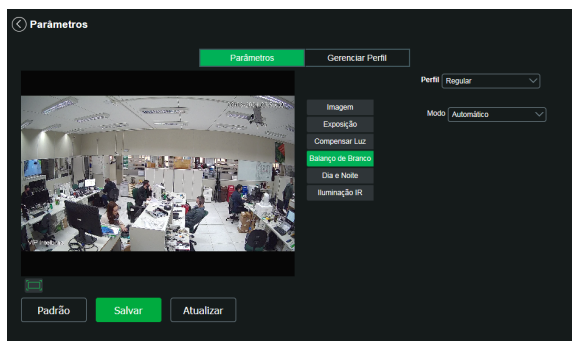 Parâmetros
Parâmetros
Gerenciar Perfil
Perfil
Regular
Imagem
Modo
Automático
Exposição
Compensar Luz
Balanço de Branco
Dia e Noite
Iluminação IR
Padrão
Salvar
Atualizar